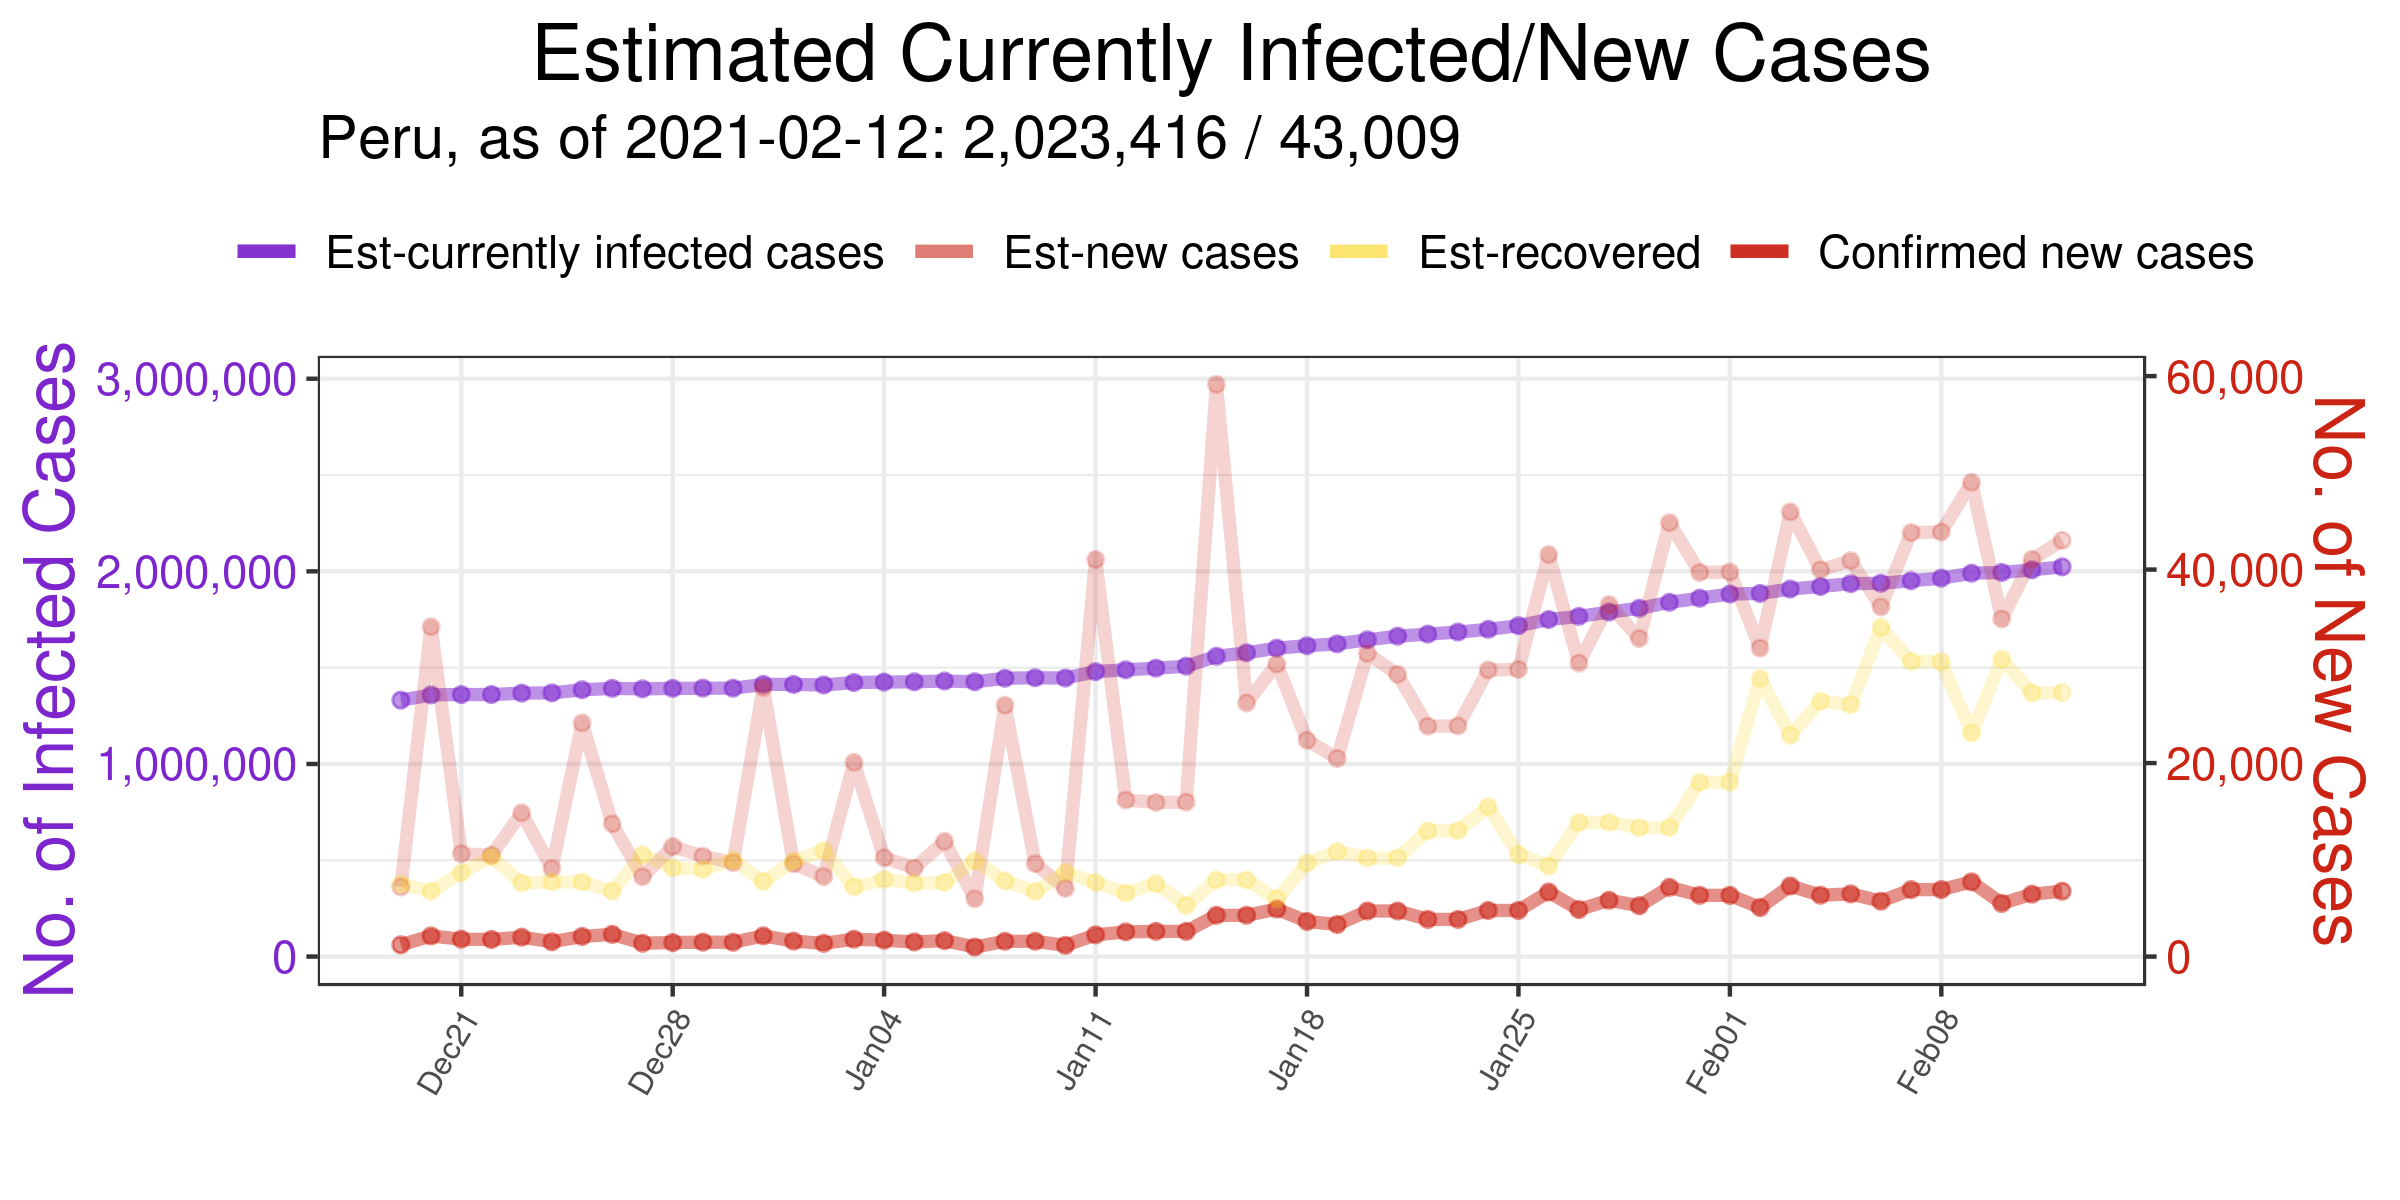 Estimated Currently Infected/New Cases
Peru, as of 2021-02-12: 2,023,416 / 43,009
Est-currently infected cases Est-new cases Est-recovered Confirmed new cases
No. of Infected Cases
3,000,000
2,000,000
1,000,000
0
60,000
40,000
20,000
0
No. of New Cases
Dec21 Dec28 Jan04 Jan11 Jan18 Jan25 Feb01 Feb08